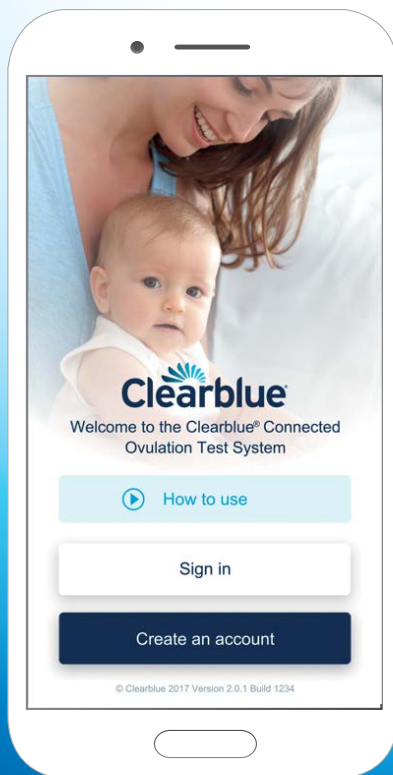 Clearblue
Welcome to the Clearblue® Connected
Ovulation Test System
How to use
Sign in
Create an account
© Clearblue 2017 Version 2.0.1 Build 1234